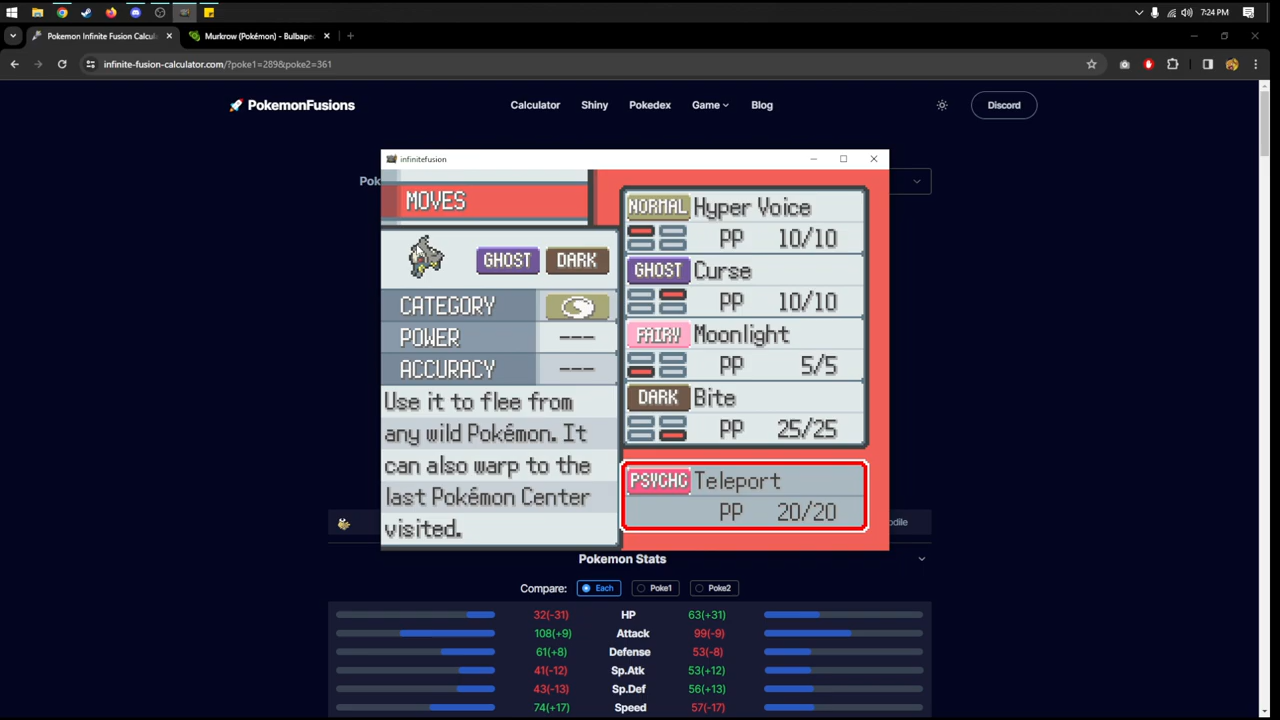 7:24 PM
Pokemon Infinite Fusion Calcul
Murkrow (Pokémon) - Bulbape
infinite-fusion-calculator.com/?poke1=289&poke2=361
PokemonFusions
Calculator Shiny Pokedex Game Blog Discord
infinitefusion
Pok
MOVES
GHOST DARK
CATEGORY
POWER ---
ACCURACY ---
Use it to flee from
any wild Pokémon. It
can also warp to the
last Pokémon Center
visited.
NORMAL Hyper Voice
PP 10/10
GHOST Curse
PP 10/10
FAIRY Moonlight
PP 5/5
DARK Bite
PP 25/25
PSYCHC Teleport
PP 20/20
odile
Pokemon Stats
Compare: Each Poke1 Poke2
32(-31) HP 63(+31)
108(+9) Attack 99(-9)
61(+8) Defense 53(-8)
41(-12) Sp.Atk 53(+12)
43(-13) Sp.Def 56(+13)
74(+17) Speed 57(-17)